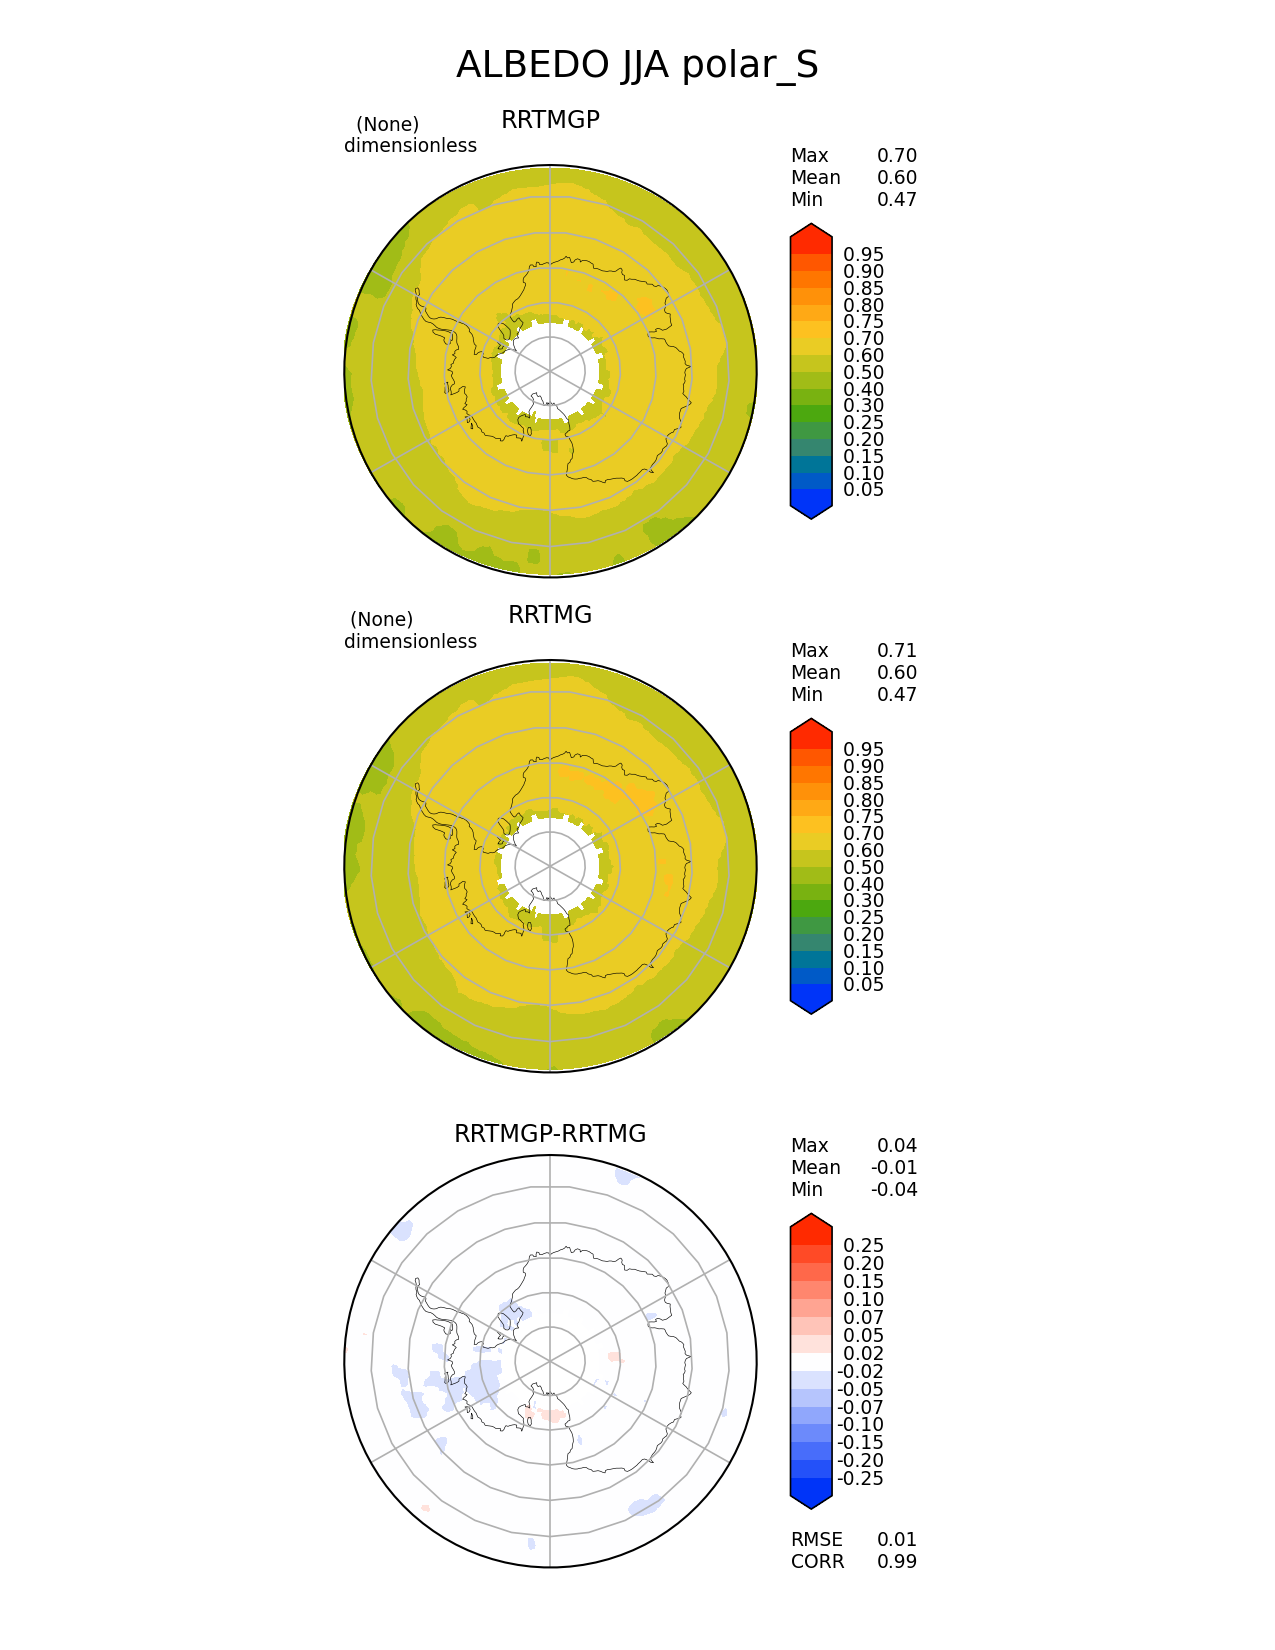 ALBEDO JJA polar_S
RRTMGP
(None)
dimensionless
Max 0.70
Mean 0.60
Min 0.47
0.95
0.90
0.85
0.80
0.75
0.70
0.60
0.50
0.40
0.30
0.25
0.20
0.15
0.10
0.05
RRTMG
(None)
dimensionless
Max 0.71
Mean 0.60
Min 0.47
0.95
0.90
0.85
0.80
0.75
0.70
0.60
0.50
0.40
0.30
0.25
0.20
0.15
0.10
0.05
RRTMGP-RRTMG
Max 0.04
Mean -0.01
Min -0.04
0.25
0.20
0.15
0.10
0.07
0.05
0.02
-0.02
-0.05
-0.07
-0.10
-0.15
-0.20
-0.25
RMSE 0.01
CORR 0.99